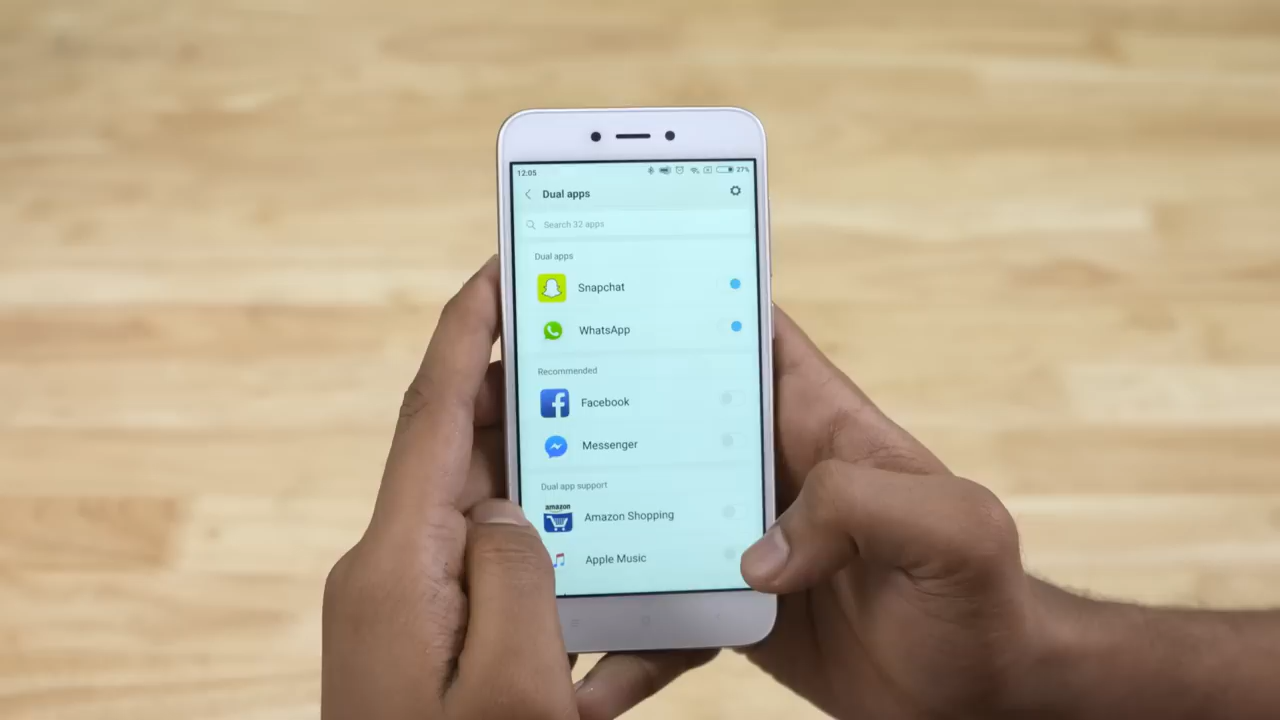 12:05
27%
Dual apps
Search 32 apps
Dual apps
Snapchat
WhatsApp
Recommended
Facebook
Messenger
Dual app support
amazon
Amazon Shopping
Apple Music